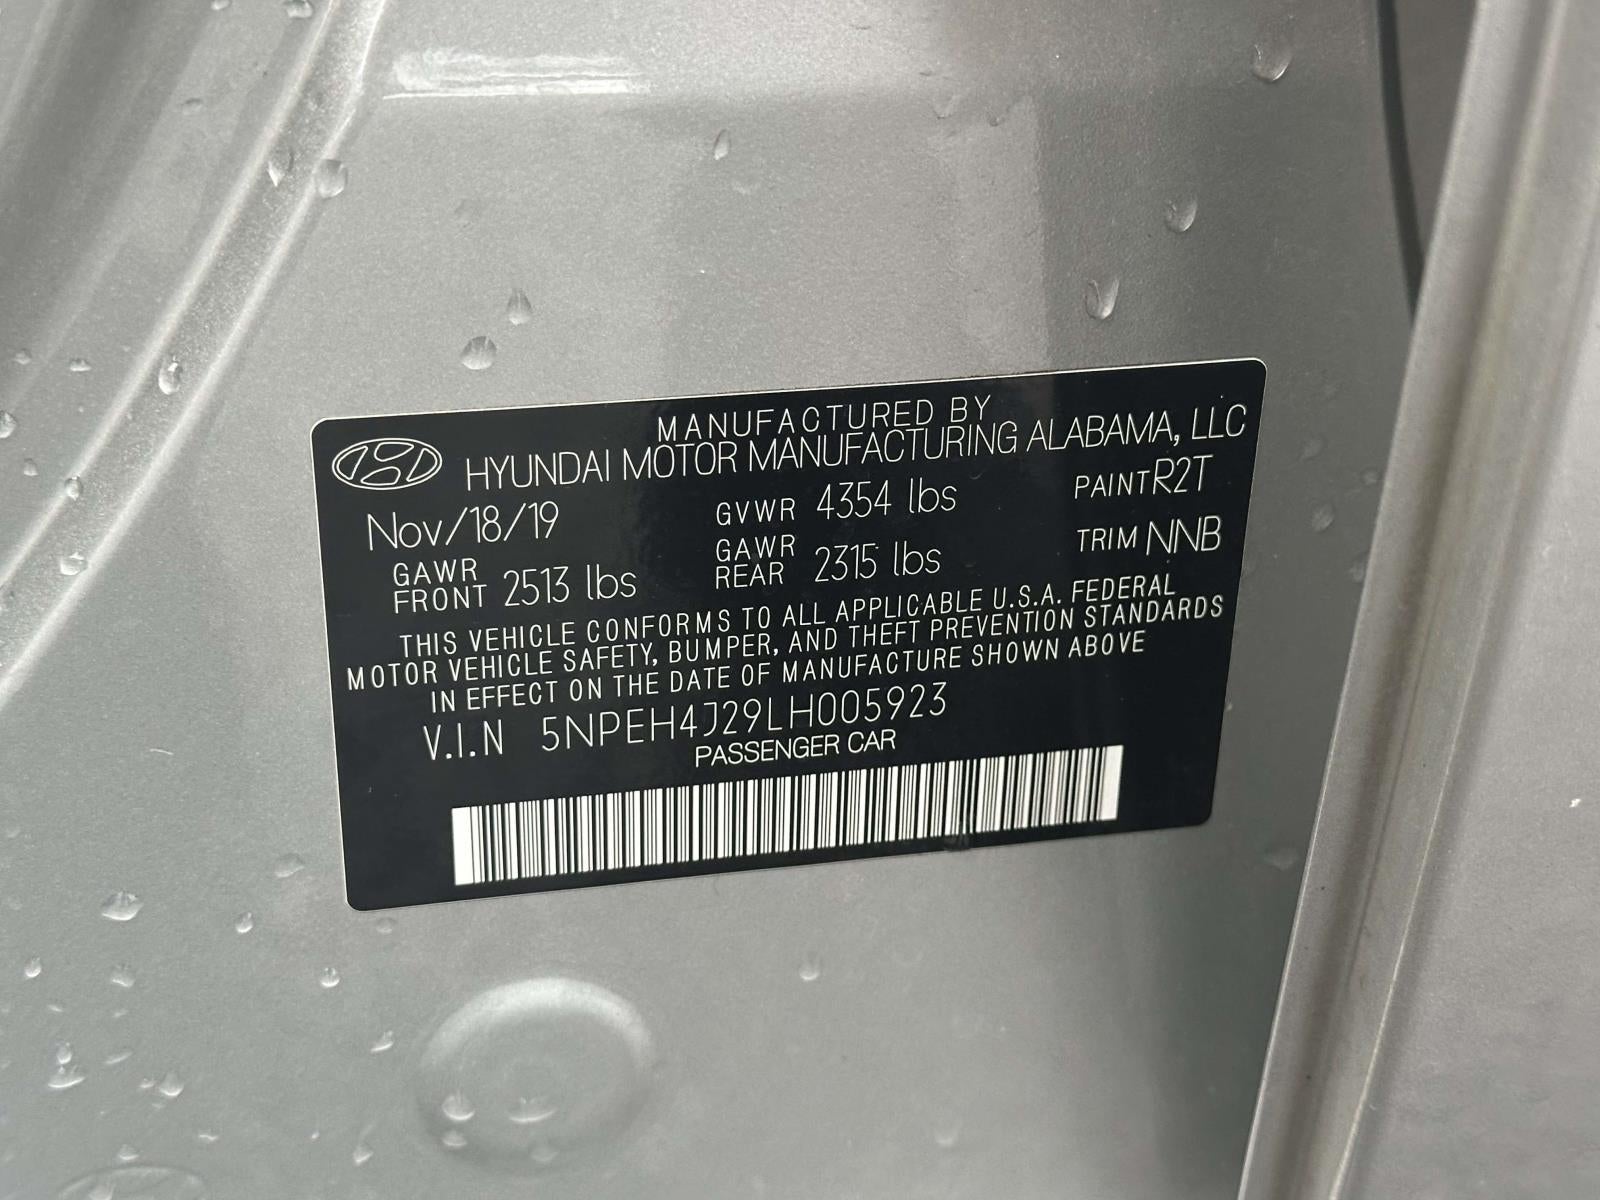 MANUFACTURED BY
HYUNDAI MOTOR MANUFACTURING ALABAMA, LLC
Nov/18/19 GVWR 4354 lbs PAINT R2T
GAWR FRONT 2513 lbs GAWR REAR 2315 lbs TRIM NNB
THIS VEHICLE CONFORMS TO ALL APPLICABLE U.S.A. FEDERAL
MOTOR VEHICLE SAFETY, BUMPER, AND THEFT PREVENTION STANDARDS
IN EFFECT ON THE DATE OF MANUFACTURE SHOWN ABOVE
V.I.N 5NPEH4J29LH005923
PASSENGER CAR